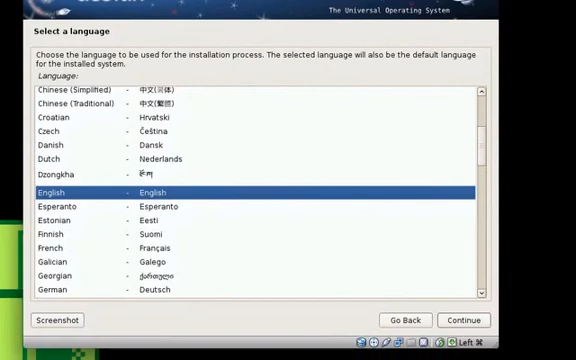 The Universal Operating System
Select a language
Choose the language to be used for the installation process. The selected language will also be the default language
for the installed system.
Language:
Chinese (Simplified) - 中文(简体)
Chinese (Traditional) - 中文(繁體)
Croatian - Hrvatski
Czech - Čeština
Danish - Dansk
Dutch - Nederlands
Dzongkha -
English - English
Esperanto - Esperanto
Estonian - Eesti
Finnish - Suomi
French - Français
Galician - Galego
Georgian - ქართული
German - Deutsch
Screenshot
Go Back
Continue
Left ⌘